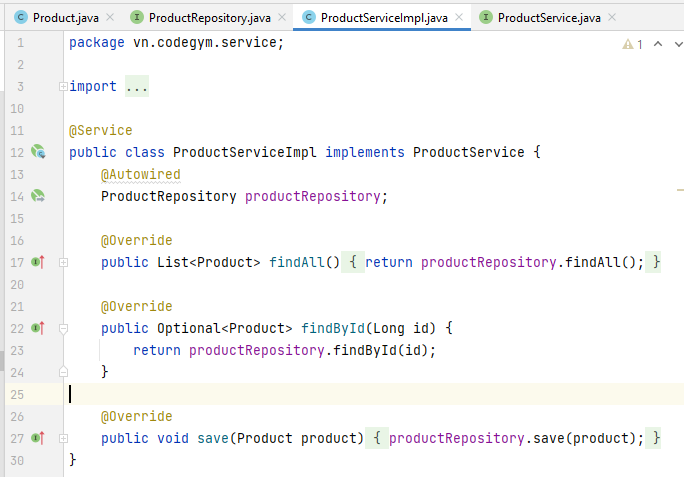 Product.java ProductRepository.java ProductServiceImpl.java ProductService.java
1 package vn.codegym.service; 1
2
3 import ...
10
11 @Service
12 public class ProductServiceImpl implements ProductService {
13 @Autowired
14 ProductRepository productRepository;
15
16 @Override
17 public List<Product> findAll() { return productRepository.findAll(); }
20
21 @Override
22 public Optional<Product> findById(Long id) {
23 return productRepository.findById(id);
24 }
25
26 @Override
27 public void save(Product product) { productRepository.save(product); }
30 }